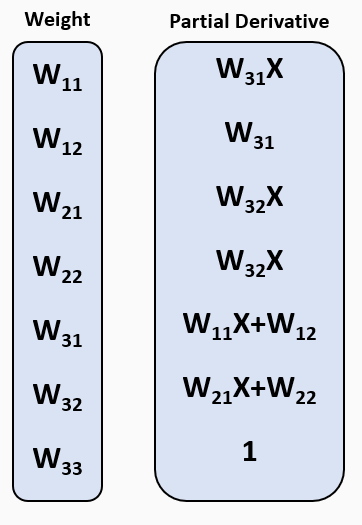 Weight Partial Derivative
W₁₁ W₃₁X
W₁₂ W₃₁
W₂₁ W₃₂X
W₂₂ W₃₂X
W₃₁ W₁₁X+W₁₂
W₃₂ W₂₁X+W₂₂
W₃₃ 1